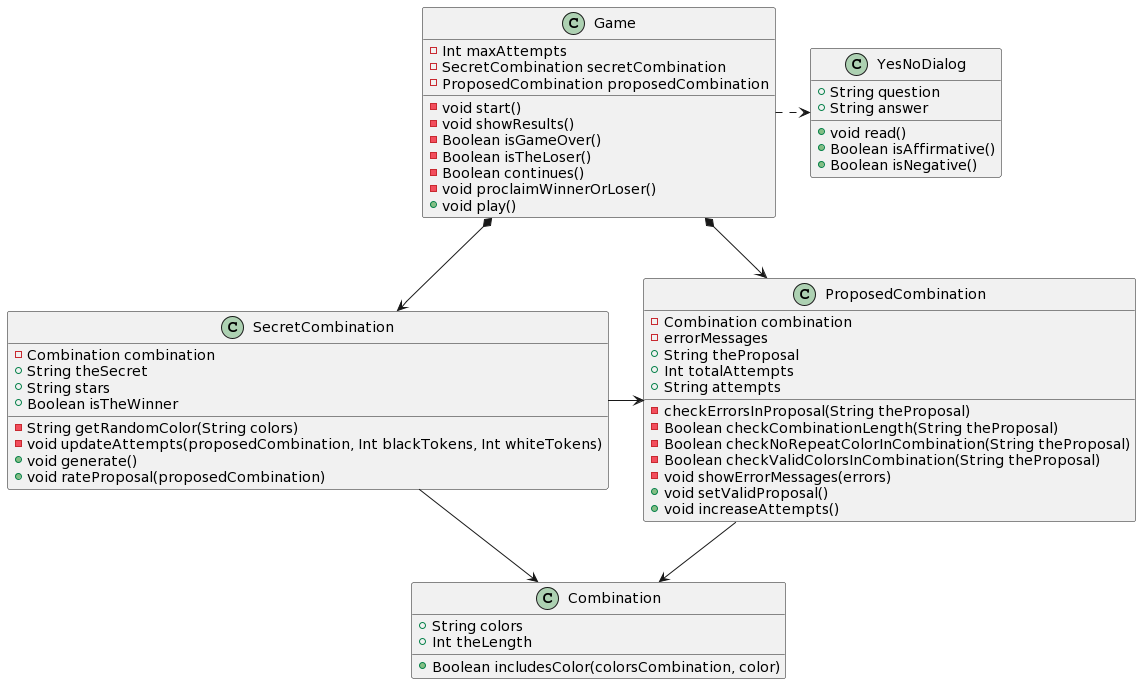 C Game
Int maxAttempts
SecretCombination secretCombination
ProposedCombination proposedCombination
void start()
void showResults()
Boolean isGameOver()
Boolean isTheLoser()
Boolean continues()
void proclaimWinnerOrLoser()
void play()
C YesNoDialog
String question
String answer
void read()
Boolean isAffirmative()
Boolean isNegative()
C SecretCombination
Combination combination
String theSecret
String stars
Boolean isTheWinner
String getRandomColor(String colors)
void updateAttempts(proposedCombination, Int blackTokens, Int whiteTokens)
void generate()
void rateProposal(proposedCombination)
C ProposedCombination
Combination combination
errorMessages
String theProposal
Int totalAttempts
String attempts
checkErrorsInProposal(String theProposal)
Boolean checkCombinationLength(String theProposal)
Boolean checkNoRepeatColorInCombination(String theProposal)
Boolean checkValidColorsInCombination(String theProposal)
void showErrorMessages(errors)
void setValidProposal()
void increaseAttempts()
C Combination
String colors
Int theLength
Boolean includesColor(colorsCombination, color)